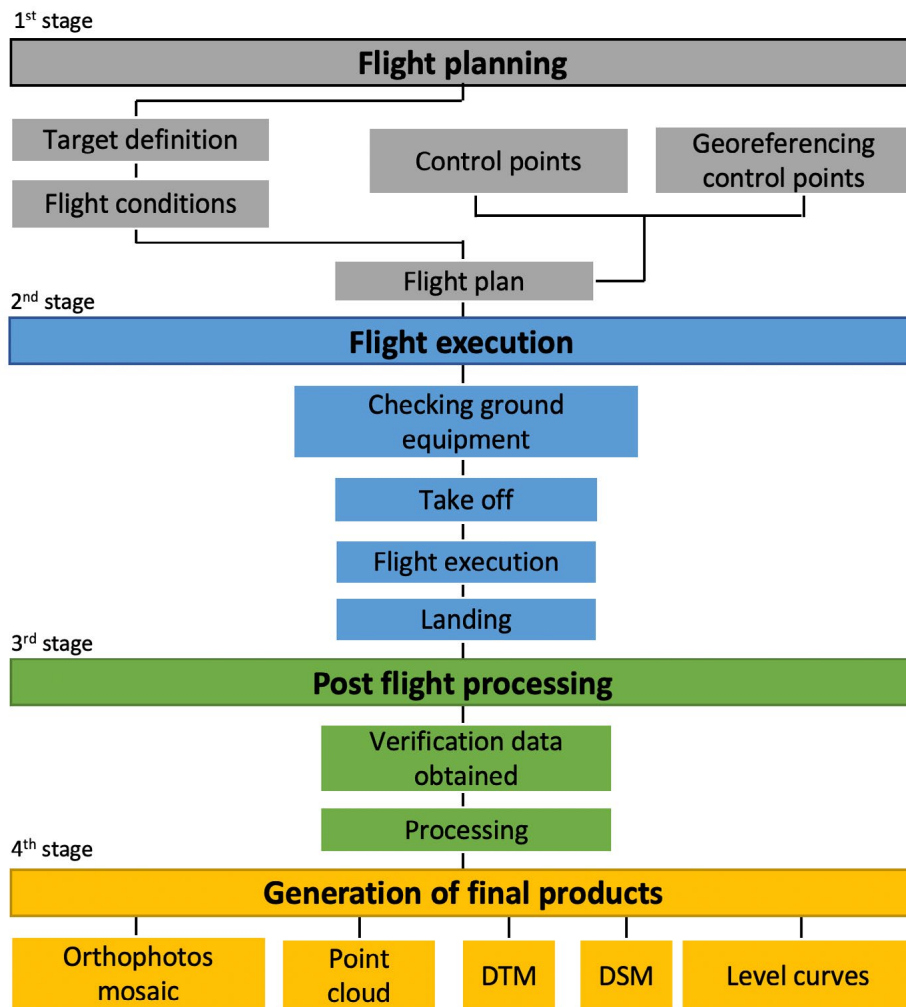 1st stage
Flight planning
Target definition
Control points
Georeferencing
control points
Flight conditions
Flight plan
2nd stage
Flight execution
Checking ground
equipment
Take off
Flight execution
Landing
3rd stage
Post flight processing
Verification data
obtained
Processing
4th stage
Generation of final products
Orthophotos
mosaic
Point
cloud
DTM
DSM
Level curves